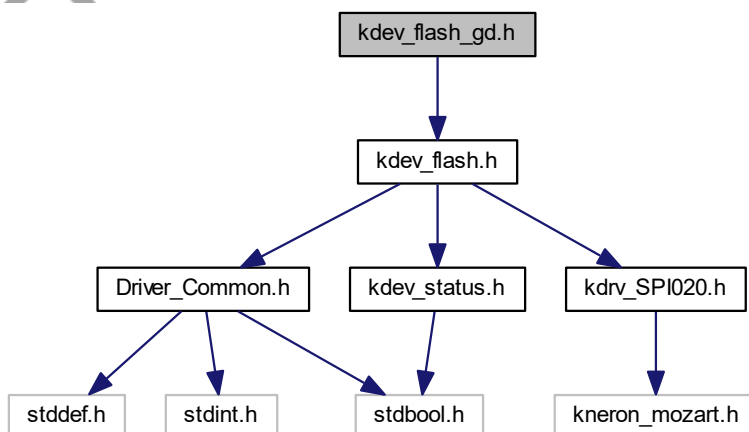 kdev_flash_gd.h
kdev_flash.h
Driver_Common.h
kdev_status.h
kdrv_SPI020.h
stddef.h
stdint.h
stdbool.h
kneron_mozart.h